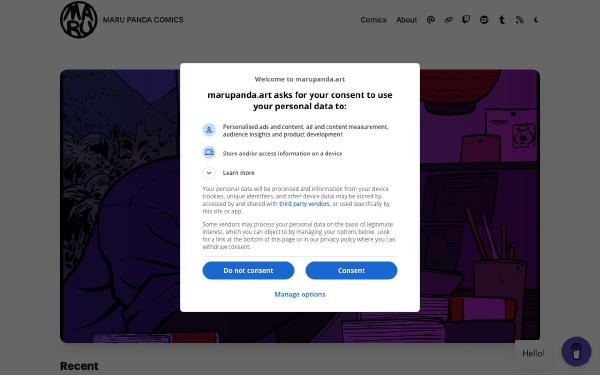 MARU
MARU PANDA COMICS
Comics
About
Welcome to marupanda.art
marupanda.art asks for your consent to use
your personal data to:
Personalised ads and content, ad and content measurement,
audience insights and product development
Store and/or access information on a device
Learn more
Your personal data will be processed and information from your device
(cookies, unique identifiers, and other device data) may be stored by,
accessed by and shared with third party vendors, or used specifically by
this site or app.
Some vendors may process your personal data on the basis of legitimate
interest, which you can object to by managing your options below. Look
for a link at the bottom of this page or in our privacy policy where you can
withdraw consent.
Do not consent
Consent
Manage options
Hello!
Recent